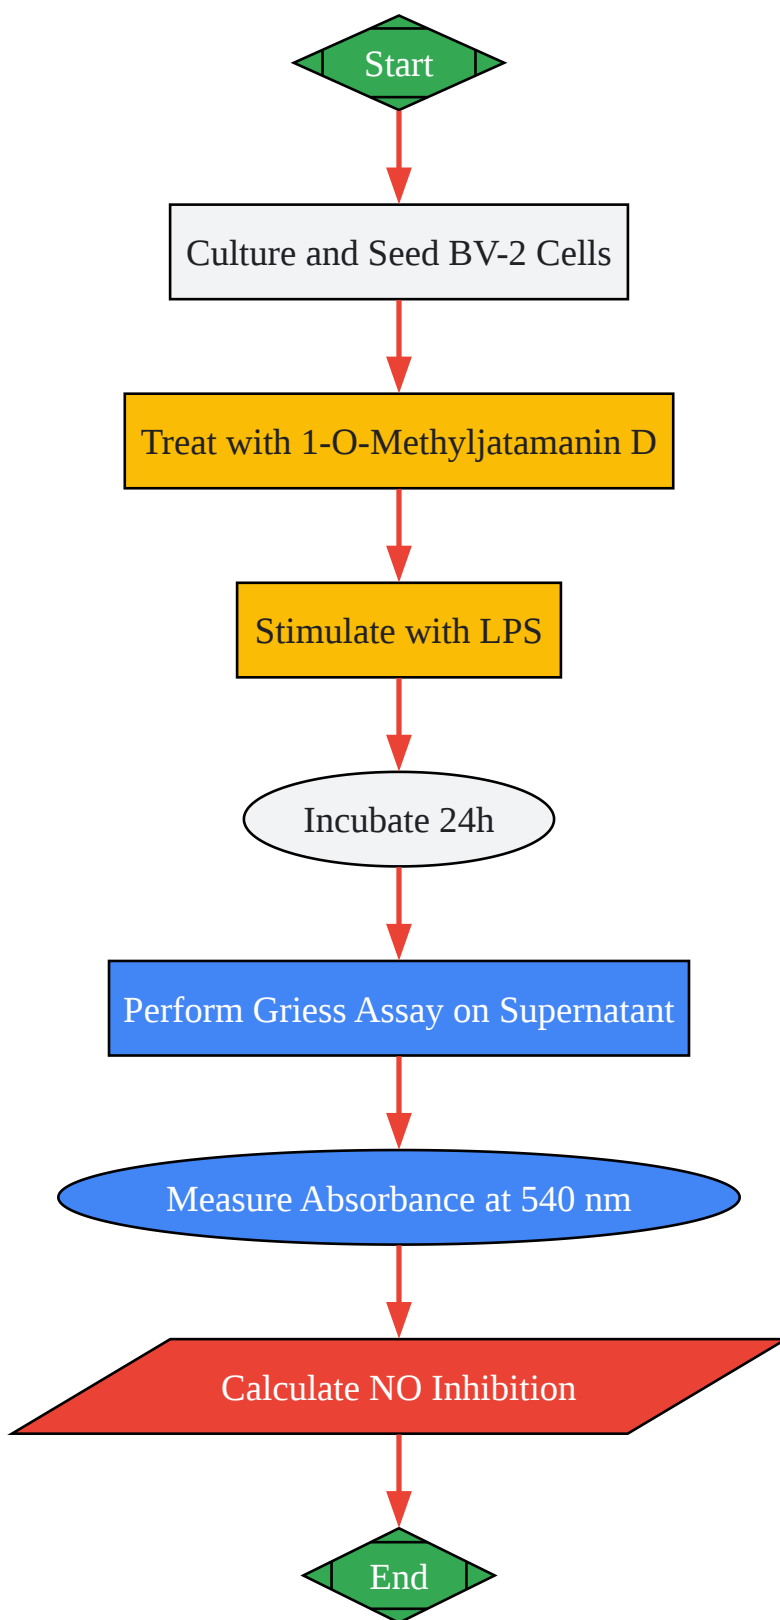 Start
Culture and Seed BV-2 Cells
Treat with 1-O-Methyljatamanin D
Stimulate with LPS
Incubate 24h
Perform Griess Assay on Supernatant
Measure Absorbance at 540 nm
Calculate NO Inhibition
End